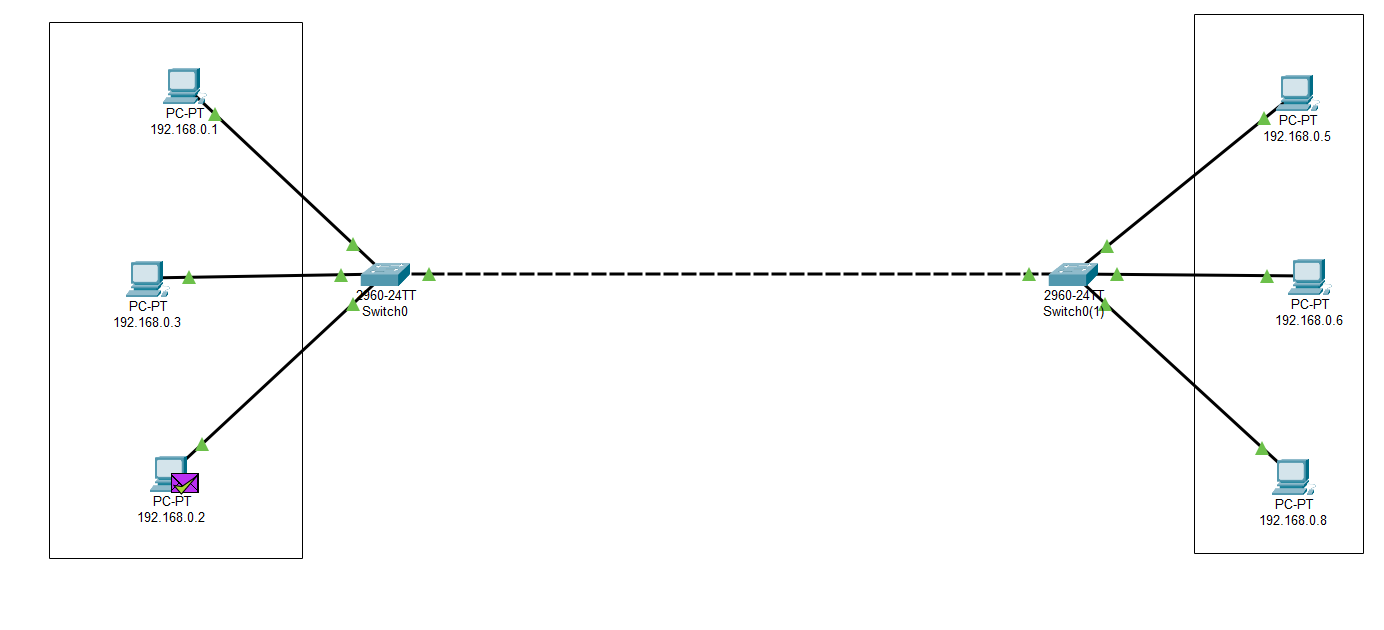 PC-PT
192.168.0.1
PC-PT
192.168.0.3
PC-PT
192.168.0.2
2960-24TT
Switch0
2960-24TT
Switch0(1)
PC-PT
192.168.0.5
PC-PT
192.168.0.6
PC-PT
192.168.0.8